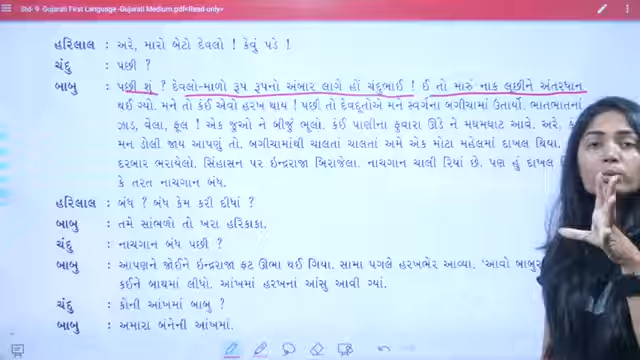 Std- 9 Gujarati First Language -Gujarati Medium.pdf<Read-only>
હરિલાલ : અરે, મારો બેટો દેવલો ! કેવું પડે !
ચંદુ : પછી ?
બાબુ : પછી શું ? દેવલો-માળો રૂપ રૂપનો અંબાર લાગે હોં ચંદુભાઈ ! ઈ તો મારું નાક લૂછીને અંતરધાન
થઈ ગ્યો. મને તો કંઈ એવો હરખ થાય ! પછી તો દેવદૂતોએ મને સ્વર્ગના બગીચામાં ઉતાર્યો. ભાતભાતનાં
ઝાડ, વેલા, ફૂલ ! એક જુઓ ને બીજું ભૂલો. કંઈ પાણીના ફુવારા ઊડે ને મઘમઘાટ આવે. અરે,
મન ડોલી જાય આપણું તો. બગીચામાંથી ચાલતાં ચાલતાં અમે એક મોટા મહેલમાં દાખલ થિયા.
દરબાર ભરાયેલો. સિંહાસન પર ઇન્દ્રરાજા બિરાજેલા. નાચગાન ચાલી રિયાં છે. પણ હું દાખલ
કે તરત નાચગાન બંધ.
હરિલાલ : બંધ ? બંધ કેમ કરી દીધાં ?
બાબુ : તમે સાંભળો તો ખરા હરિકાકા.
ચંદુ : નાચગાન બંધ પછી ?
બાબુ : આપણને જોઈને ઇન્દ્રરાજા ફટ ઊભા થઈ ગિયા. સામા પગલે હરખભેર આવ્યા. 'આવો
કઈને બાથમાં લીધો. આંખમાં હરખનાં આંસુ આવી ગ્યાં.
ચંદુ : કોની આંખમાં બાબુ ?
બાબુ : અમારા બંનેની આંખમાં.